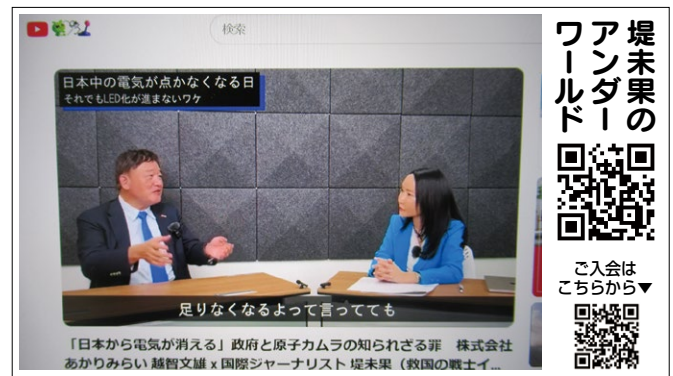 検索
日本中の電気が点かなくなる日
それでもLED化が進まないワケ
足りなくなるよって言ってても
「日本から電気が消える」政府と原子カムラの知られざる罪 株式会社
あかりみらい 越智文雄 x 国際ジャーナリスト 堤未果（救国の戦士イ...
堤未果の
アンダー
ワールド
ご入会は
こちらから▼